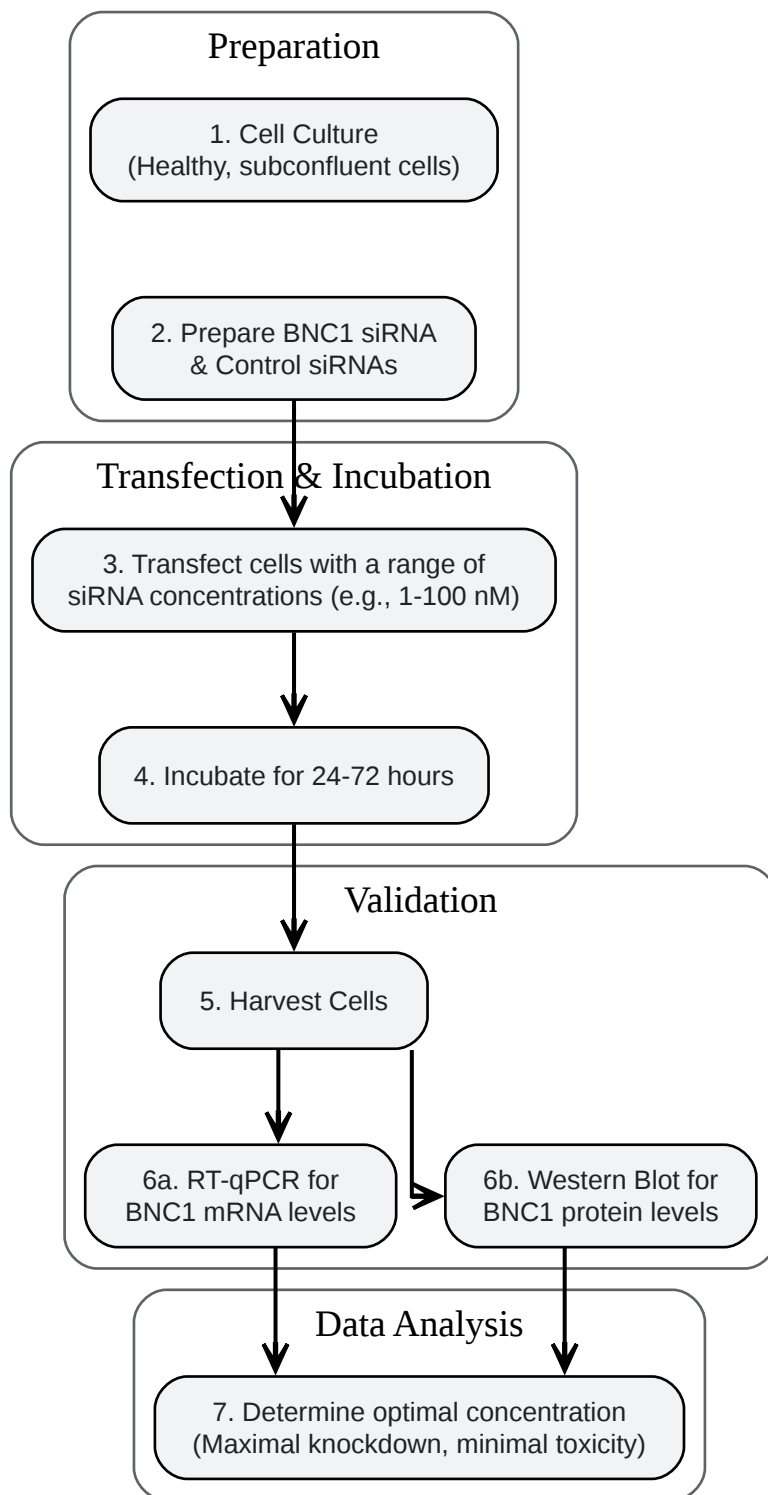 Preparation
1. Cell Culture
(Healthy, subconfluent cells)
2. Prepare BNC1 siRNA
& Control siRNAs
Transfection & Incubation
3. Transfect cells with a range of
siRNA concentrations (e.g., 1-100 nM)
4. Incubate for 24-72 hours
Validation
5. Harvest Cells
6a. RT-qPCR for
BNC1 mRNA levels
6b. Western Blot for
BNC1 protein levels
Data Analysis
7. Determine optimal concentration
(Maximal knockdown, minimal toxicity)